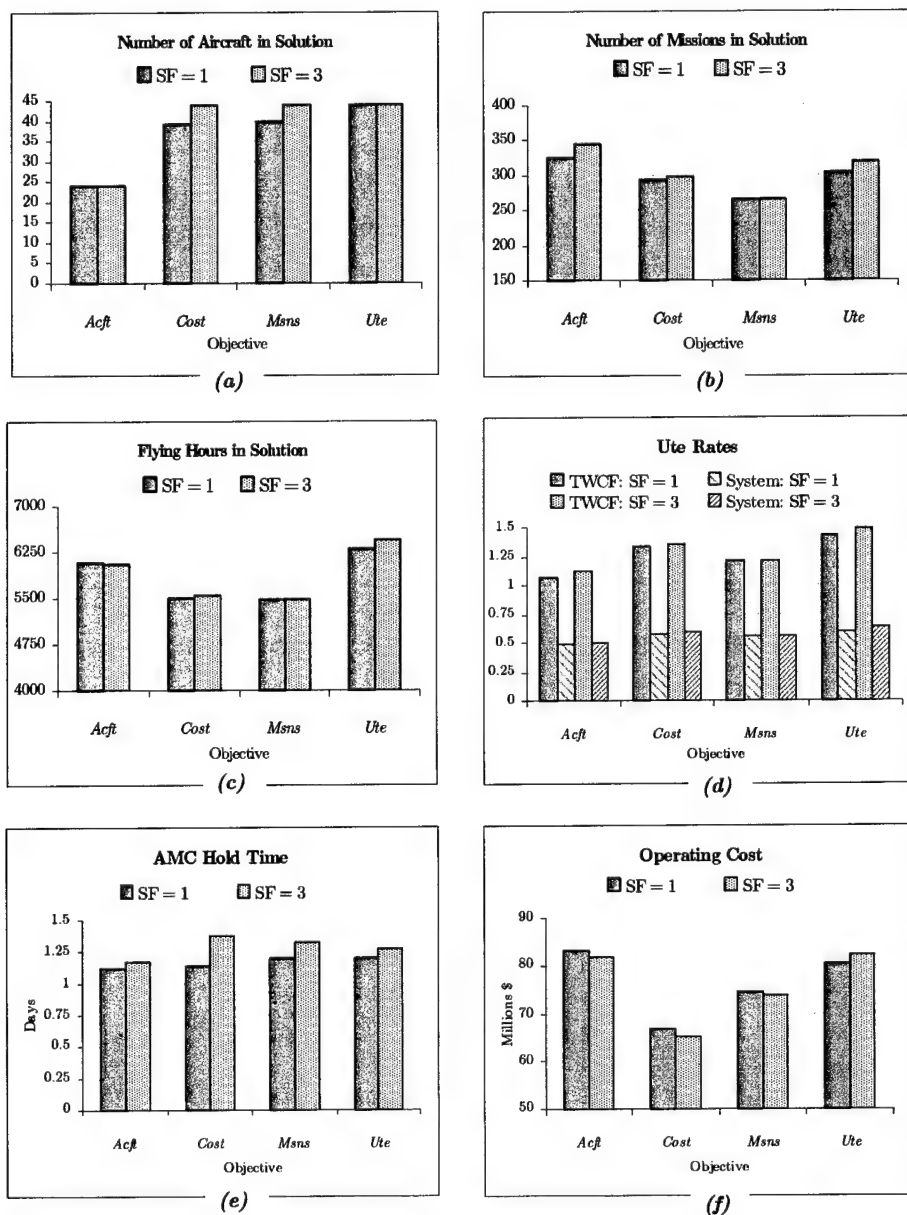 Number of Aircraft in Solution
SF = 1 SF = 3
45
40
35
30
25
20
15
10
5
0
Acft Cost Msns Ute
Objective
(a)
Number of Missions in Solution
SF = 1 SF = 3
400
350
300
250
200
150
Acft Cost Msns Ute
Objective
(b)
Flying Hours in Solution
SF = 1 SF = 3
7000
6250
5500
4750
4000
Acft Cost Msns Ute
Objective
(c)
Ute Rates
TWCF: SF = 1 System: SF = 1
TWCF: SF = 3 System: SF = 3
1.5
1.25
1
0.75
0.5
0.25
0
Acft Cost Msns Ute
Objective
(d)
AMC Hold Time
SF = 1 SF = 3
Days
1.5
1.25
1
0.75
0.5
0.25
0
Acft Cost Msns Ute
Objective
(e)
Operating Cost
SF = 1 SF = 3
Millions $
90
80
70
60
50
Acft Cost Msns Ute
Objective
(f)